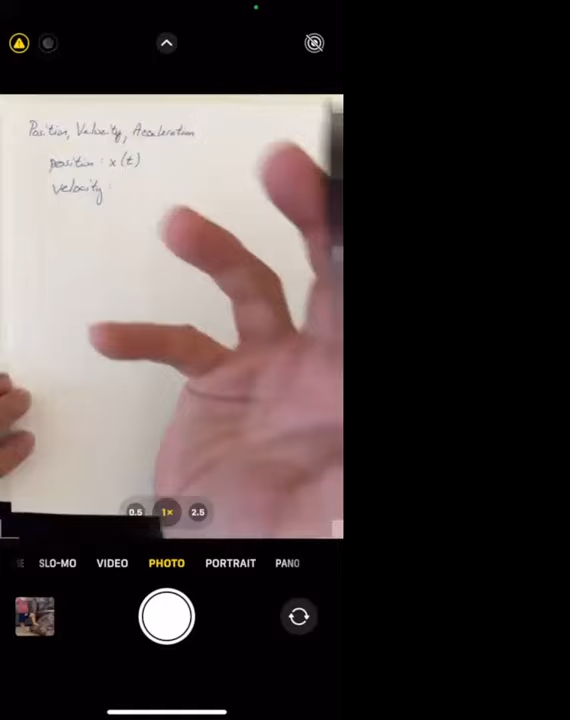 Position, Velocity, Acceleration
position: x(t)
velocity:
0.5 1× 2.5
SLO-MO VIDEO PHOTO PORTRAIT PANO